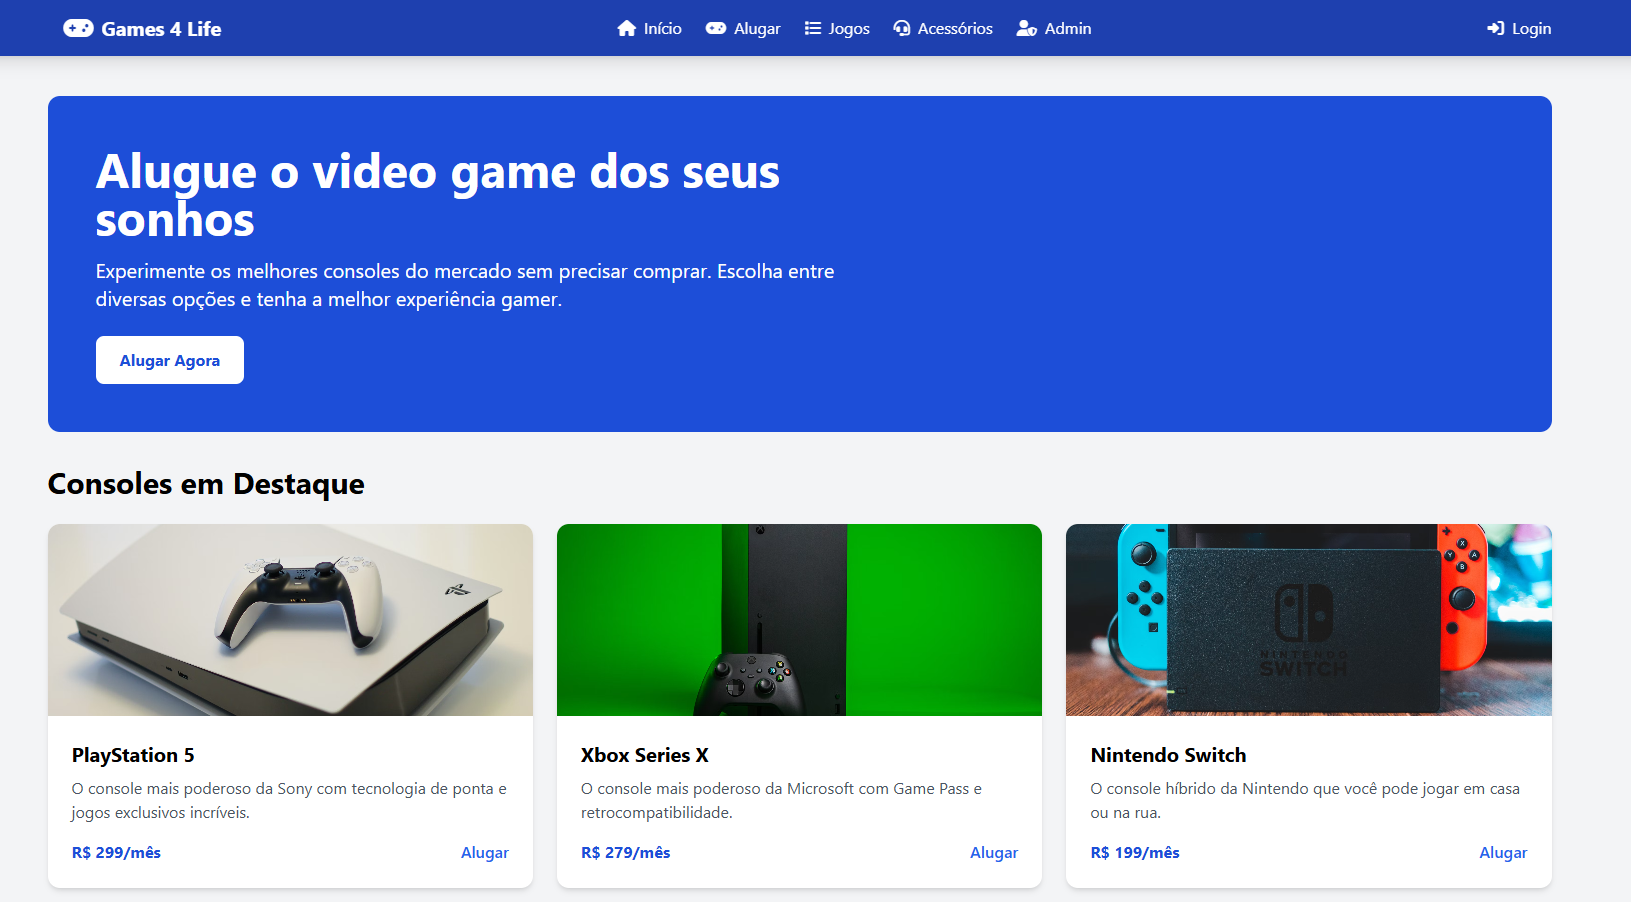 Games 4 Life
Início
Alugar
Jogos
Acessórios
Admin
Login
Alugue o video game dos seus
sonhos
Experimente os melhores consoles do mercado sem precisar comprar. Escolha entre
diversas opções e tenha a melhor experiência gamer.
Alugar Agora
Consoles em Destaque
NINTENDO
SWITCH
PlayStation 5
O console mais poderoso da Sony com tecnologia de ponta e
jogos exclusivos incríveis.
R$ 299/mês
Alugar
Xbox Series X
O console mais poderoso da Microsoft com Game Pass e
retrocompatibilidade.
R$ 279/mês
Alugar
Nintendo Switch
O console híbrido da Nintendo que você pode jogar em casa
ou na rua.
R$ 199/mês
Alugar